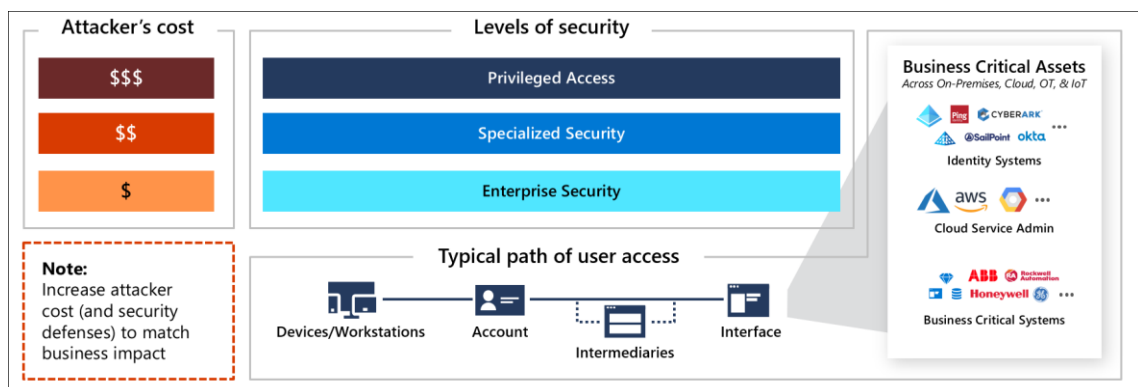 Attacker's cost
$$$
$$
$
Levels of security
Privileged Access
Specialized Security
Enterprise Security
Business Critical Assets
Across On-Premises, Cloud, OT, & IoT
Ping
CYBERARK
SailPoint
okta
...
Identity Systems
aws
...
Cloud Service Admin
ABB
Rockwell
Automation
Honeywell
...
Business Critical Systems
Note:
Increase attacker
cost (and security
defenses) to match
business impact
Typical path of user access
Devices/Workstations
Account
Intermediaries
Interface